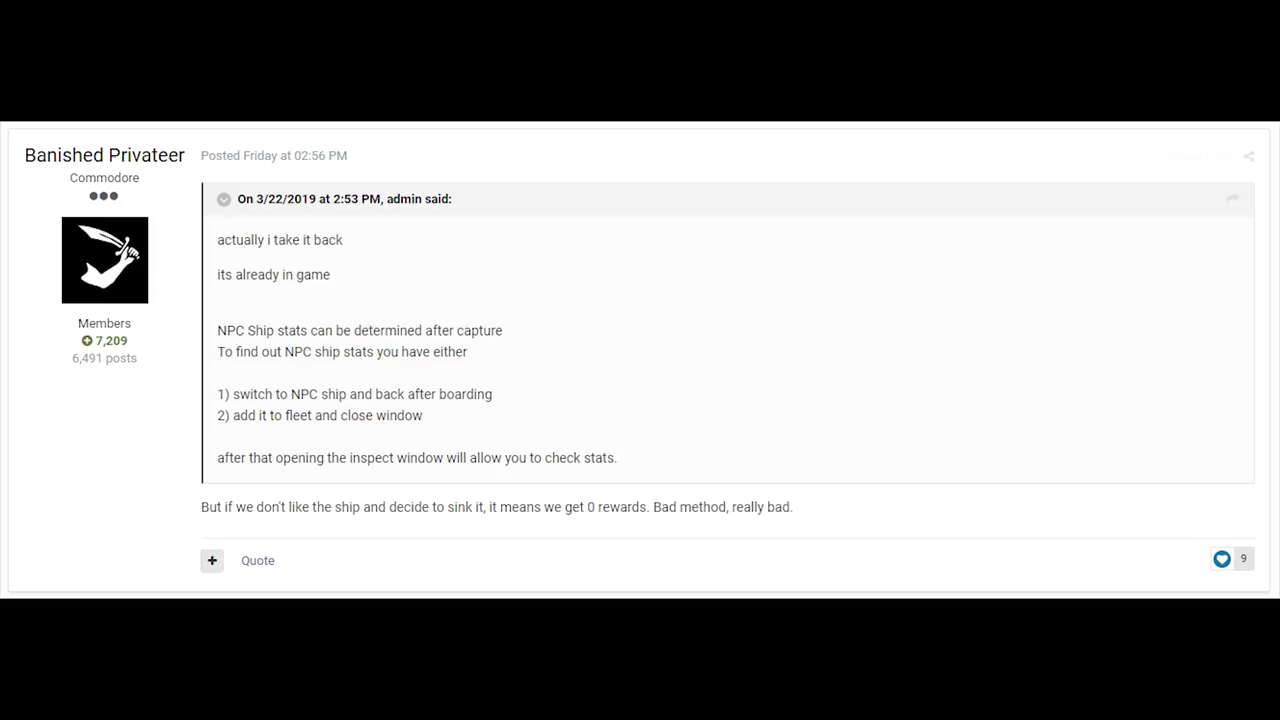 Banished Privateer
Posted Friday at 02:56 PM
Commodore
On 3/22/2019 at 2:53 PM, admin said:
actually i take it back
its already in game
Members
7,209
6,491 posts
NPC Ship stats can be determined after capture
To find out NPC ship stats you have either
1) switch to NPC ship and back after boarding
2) add it to fleet and close window
after that opening the inspect window will allow you to check stats.
But if we don't like the ship and decide to sink it, it means we get 0 rewards. Bad method, really bad.
+ Quote
9